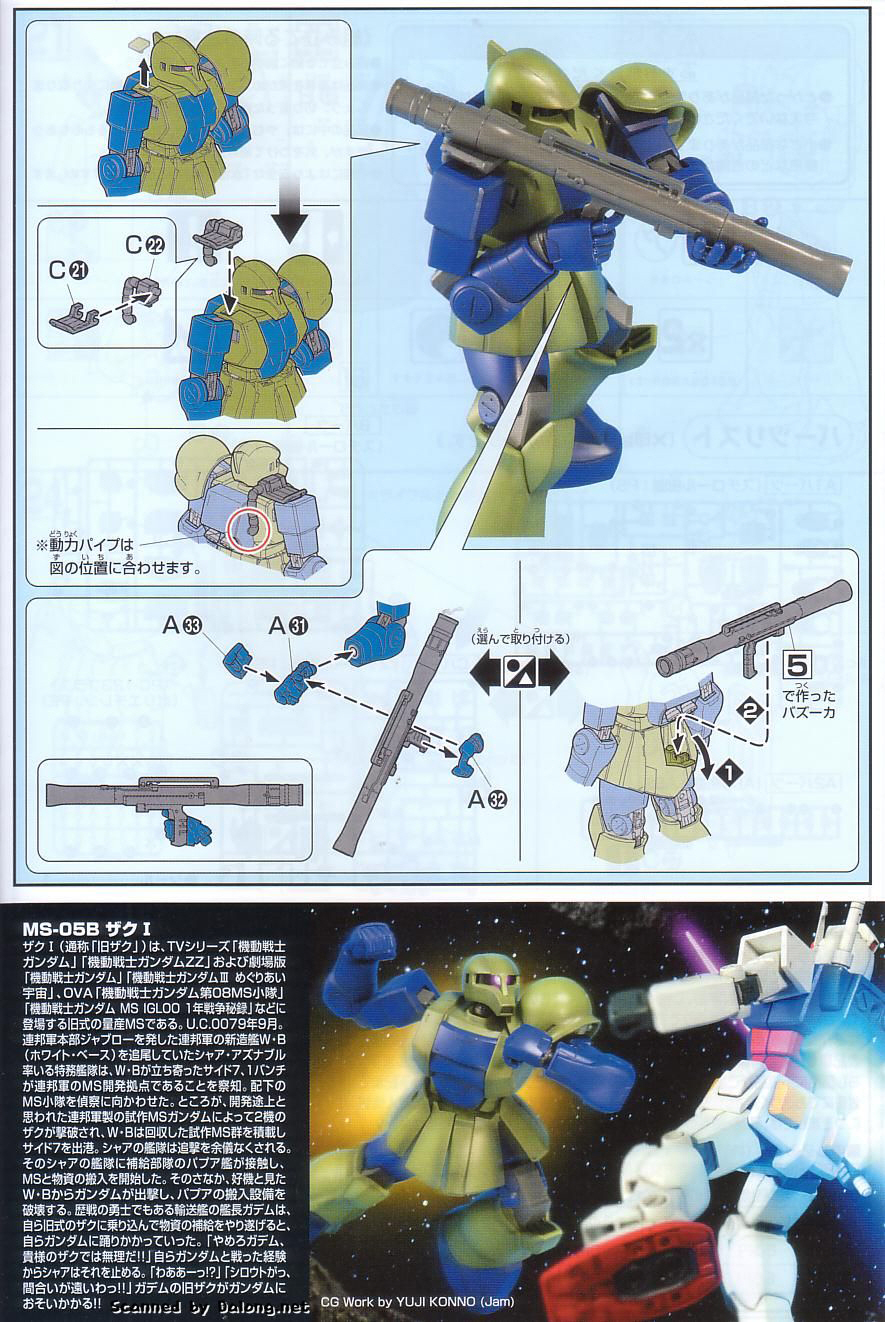 C22
C21
※動力パイプは
どうりょく
図の位置に合わせます。
ず いち あ
A33
A31
A32
(選んで取り付ける)
えら と つ
5
で作った
つく
バズーカ
2
1
MS-05B ザクⅠ
ザクⅠ(通称「旧ザク」)は、TVシリーズ「機動戦士
ガンダム」「機動戦士ガンダムZZ」および劇場版
「機動戦士ガンダム」「機動戦士ガンダムⅢ めぐりあい
宇宙」、OVA「機動戦士ガンダム第08MS小隊」
「機動戦士ガンダム MS IGLOO 1年戦争秘録」などに
登場する旧式の量産MSである。U.C.0079年9月。
連邦軍本部ジャブローを発した連邦軍の新造艦W・B
(ホワイト・ベース)を追尾していたシャア・アズナブル
率いる特務艦隊は、W・Bが立ち寄ったサイド7、1バンチ
が連邦軍のMS開発拠点であることを察知。配下の
MS小隊を偵察に向かわせた。ところが、開発途上と
思われた連邦軍製の試作MSガンダムによって2機の
ザクが撃破され、W・Bは回収した試作MS群を積載し
サイド7を出港。シャアの艦隊は追撃を余儀なくされる。
そのシャアの艦隊に補給部隊のパプア艦が接触し、
MSと物資の搬入を開始した。そのさなか、好機と見た
W・Bからガンダムが出撃し、パプアの搬入設備を
破壊する。歴戦の勇士でもある輸送艦の艦長ガデムは、
自ら旧式のザクに乗り込んで物資の補給をやり遂げると、
自らガンダムに踊りかかっていった。「やめろガデム、
貴様のザクでは無理だ!!」自らガンダムと戦った経験
からシャアはそれを止める。「わああーっ!?」「シロウトがっ、
間合いが遠いわっ!!」ガデムの旧ザクがガンダムに
おそいかかる!!
Scanned by Dalong.net
CG Work by YUJI KONNO (Jam)